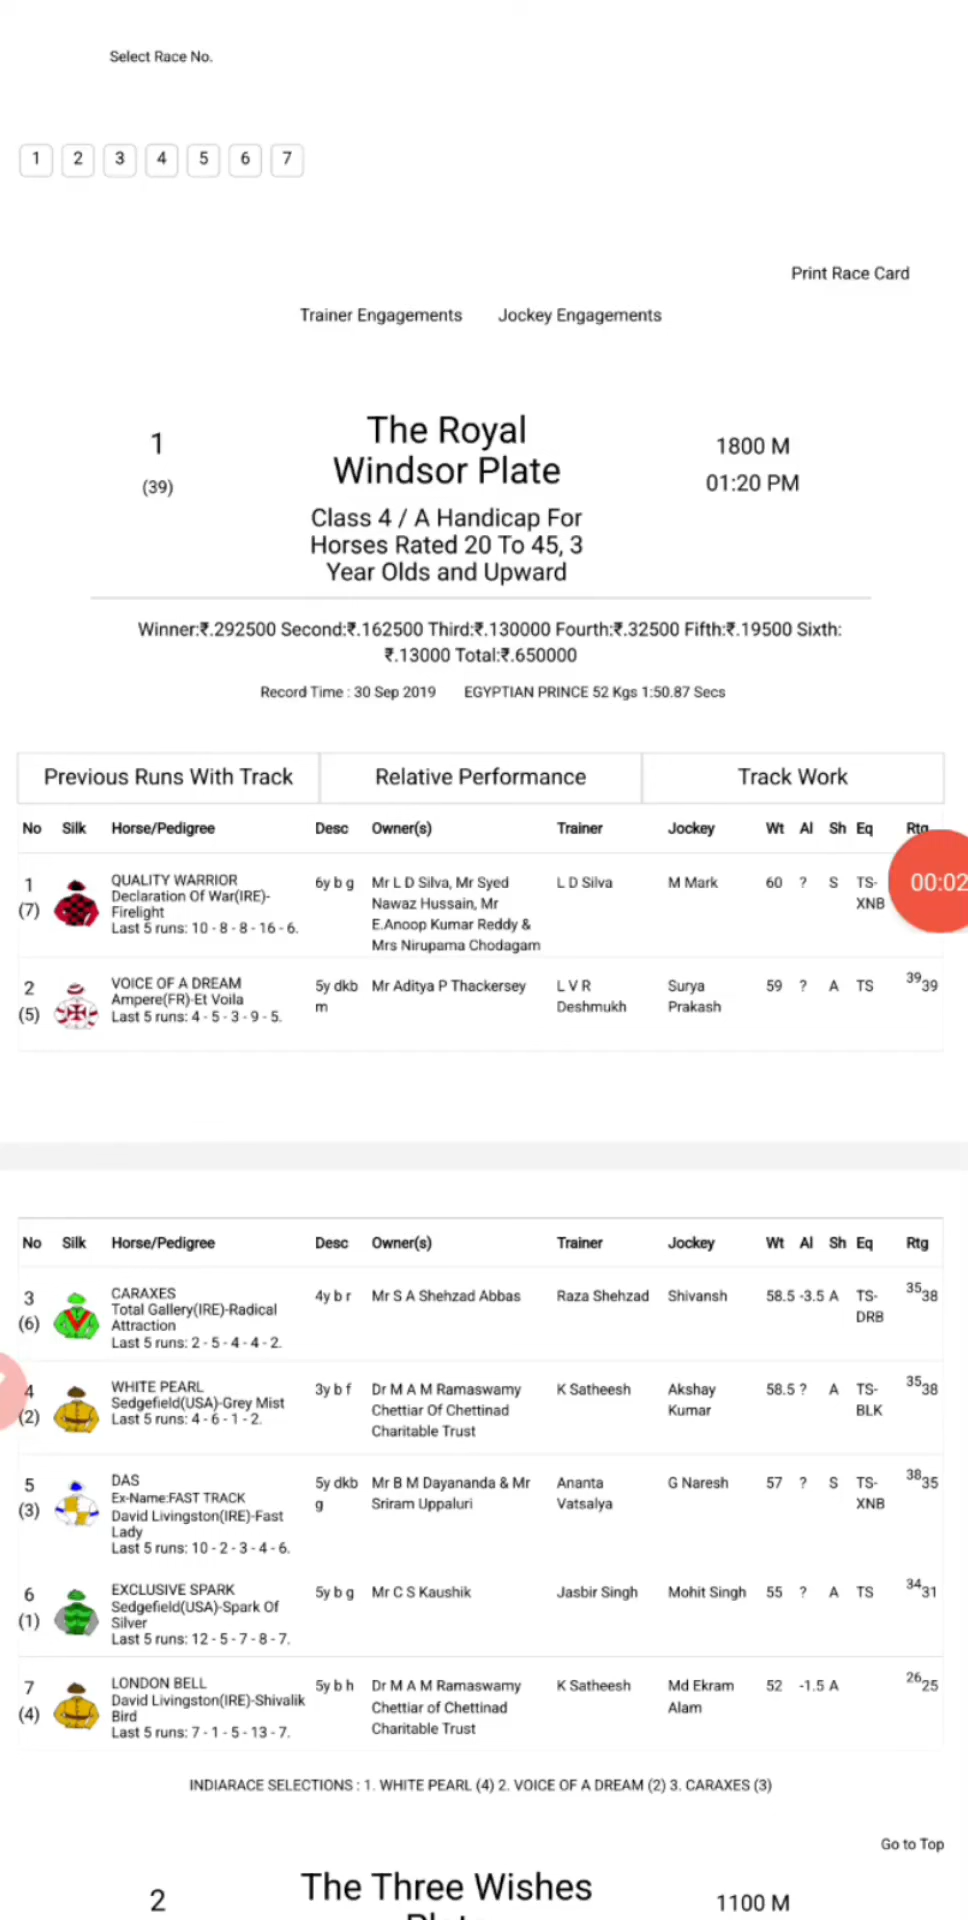 Select Race No.
1 2 3 4 5 6 7
Print Race Card
Trainer Engagements Jockey Engagements
1
(39)
The Royal
Windsor Plate
1800 M
01:20 PM
Class 4 / A Handicap For
Horses Rated 20 To 45, 3
Year Olds and Upward
Winner:₹.292500 Second:₹.162500 Third:₹.130000 Fourth:₹.32500 Fifth:₹.19500 Sixth:
₹.13000 Total:₹.650000
Record Time : 30 Sep 2019 EGYPTIAN PRINCE 52 Kgs 1:50.87 Secs
Previous Runs With Track Relative Performance Track Work
No Silk Horse/Pedigree Desc Owner(s) Trainer Jockey Wt Al Sh Eq Rtg
00:02
1
(7)
QUALITY WARRIOR
Declaration Of War(IRE)-
Firelight
Last 5 runs: 10 - 8 - 8 - 16 - 6.
6y b g
Mr L D Silva, Mr Syed
Nawaz Hussain, Mr
E.Anoop Kumar Reddy &
Mrs Nirupama Chodagam
L D Silva
M Mark
60 ? S TS-
XNB
2
(5)
VOICE OF A DREAM
Ampere(FR)-Et Voila
Last 5 runs: 4 - 5 - 3 - 9 - 5.
5y dkb
m
Mr Aditya P Thackersey
L V R
Deshmukh
Surya
Prakash
59 ? A TS 39 39
No Silk Horse/Pedigree Desc Owner(s) Trainer Jockey Wt Al Sh Eq Rtg
3
(6)
CARAXES
Total Gallery(IRE)-Radical
Attraction
Last 5 runs: 2 - 5 - 4 - 4 - 2.
4y b r
Mr S A Shehzad Abbas
Raza Shehzad
Shivansh
58.5 -3.5 A TS-
DRB
35 38
4
(2)
WHITE PEARL
Sedgefield(USA)-Grey Mist
Last 5 runs: 4 - 6 - 1 - 2.
3y b f
Dr M A M Ramaswamy
Chettiar Of Chettinad
Charitable Trust
K Satheesh
Akshay
Kumar
58.5 ? A TS-
BLK
35 38
5
(3)
DAS
Ex-Name:FAST TRACK
David Livingston(IRE)-Fast
Lady
Last 5 runs: 10 - 2 - 3 - 4 - 6.
5y dkb
g
Mr B M Dayananda & Mr
Sriram Uppaluri
Ananta
Vatsalya
G Naresh
57 ? S TS-
XNB
38 35
6
(1)
EXCLUSIVE SPARK
Sedgefield(USA)-Spark Of
Silver
Last 5 runs: 12 - 5 - 7 - 8 - 7.
5y b g
Mr C S Kaushik
Jasbir Singh
Mohit Singh
55 ? A TS 34 31
7
(4)
LONDON BELL
David Livingston(IRE)-Shivalik
Bird
Last 5 runs: 7 - 1 - 5 - 13 - 7.
5y b h
Dr M A M Ramaswamy
Chettiar of Chettinad
Charitable Trust
K Satheesh
Md Ekram
Alam
52 -1.5 A 26 25
INDIARACE SELECTIONS : 1. WHITE PEARL (4) 2. VOICE OF A DREAM (2) 3. CARAXES (3)
Go to Top
2
The Three Wishes
1100 M